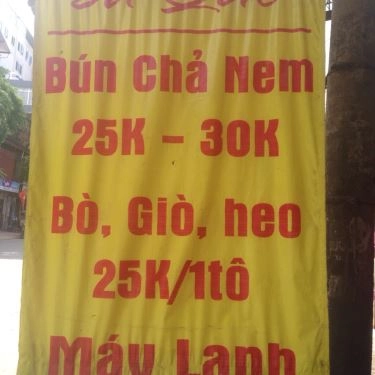 Bún Chả Nem
25K – 30K
Bò, Giò, heo
25K/1tô
Máy Lạnh